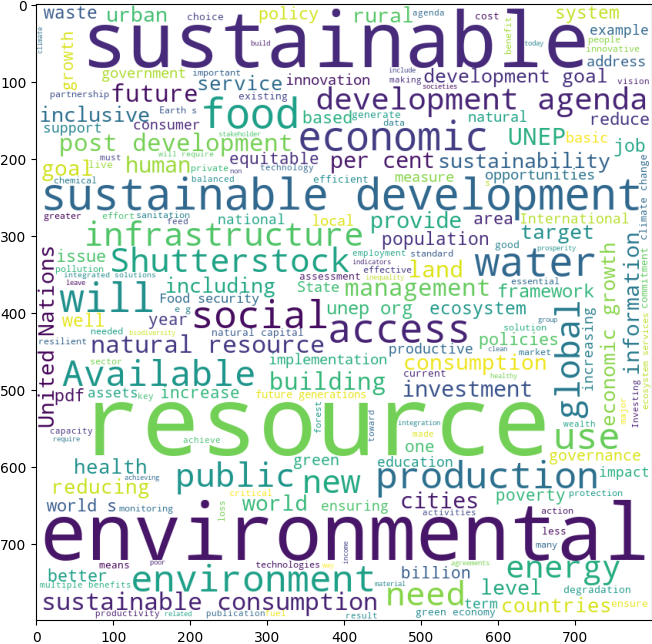 0
waste urban choice policy rural agenda cost system
climate sustainable build benefit today example
people
innovative
growth government important include making societies address
100
partnership future service innovation development goal vision
existing
inclusive Earth s food based generate development agenda
support consumer data natural reduce
post development stakeholder economic UNEP basic job
200
goal live must human will require private non equitable per cent sustainability
chemical balanced technology efficient measure opportunities
sustainable development climate change
greater effort sanitation feed national local provide area International
300
infrastructure population good target
issue Shutterstock employment indicators standard prosperity water
pollution integrated solutions assessment effective inequality land essential
leave including State management framework
will Food security e g unep org ecosystem group
400
well year social access solution
needed biodiversity natural capital policies
resilient natural resource productive clean market
sector implementation consumption
Available building current healthy investment
United Nations global increasing economic growth information
ecosystem services commitment
500
pdf assets key increase future generations major Investing
resource wealth
capacity require achieve forest toward integration made one use
governance
600
health achieving green education impact
reducing public new production
critical poverty protection
world s monitoring loss world ensuring cities activities action
700
environmental less many
means poor technologies way income agreements
better environment billion energy
multiple benefits material level degradation
sustainable consumption need term countries ensure
productivity related publication fuel result green economy
0 100 200 300 400 500 600 700